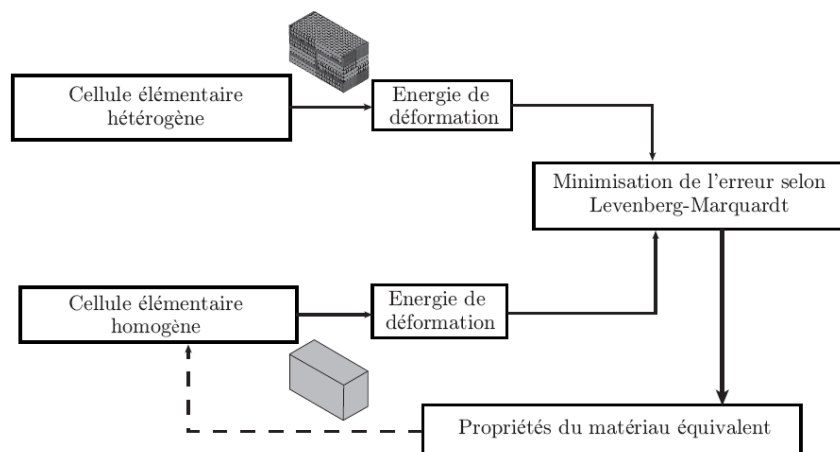 Cellule élémentaire
hétérogène
Energie de
déformation
Minimisation de l'erreur selon
Levenberg-Marquardt
Cellule élémentaire
homogène
Energie de
déformation
Propriétés du matériau équivalent